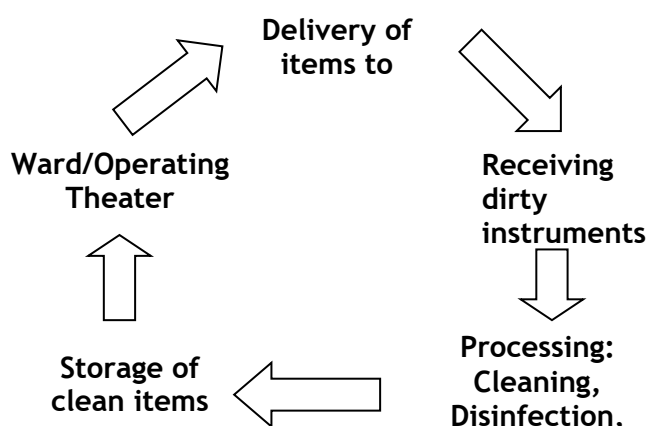 Delivery of
items to
Ward/Operating
Theater
Receiving
dirty
instruments
Storage of
clean items
Processing:
Cleaning,
Disinfection,